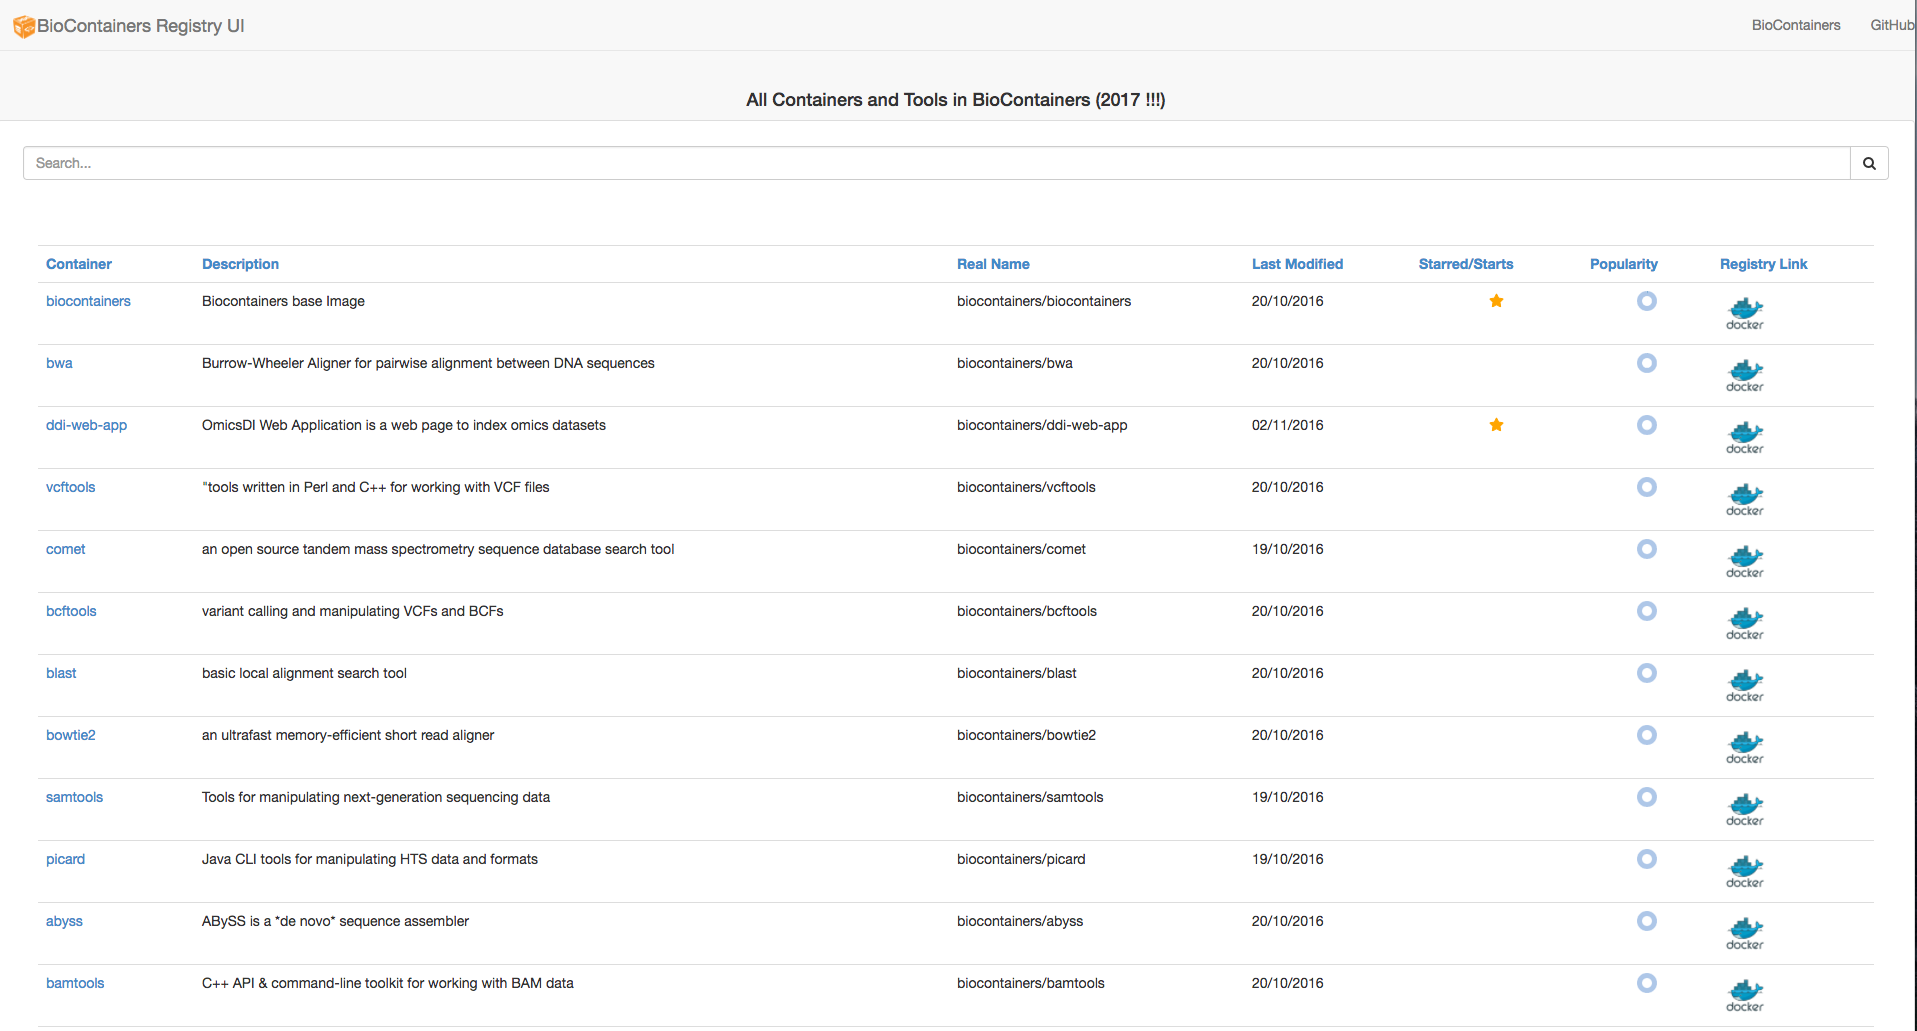 BioContainers Registry UI BioContainers GitHub
All Containers and Tools in BioContainers (2017 !!!)
Search...
Container Description Real Name Last Modified Starred/Starts Popularity Registry Link
biocontainers Biocontainers base Image biocontainers/biocontainers 20/10/2016 docker
bwa Burrow-Wheeler Aligner for pairwise alignment between DNA sequences biocontainers/bwa 20/10/2016 docker
ddi-web-app OmicsDI Web Application is a web page to index omics datasets biocontainers/ddi-web-app 02/11/2016 docker
vcftools "tools written in Perl and C++ for working with VCF files biocontainers/vcftools 20/10/2016 docker
comet an open source tandem mass spectrometry sequence database search tool biocontainers/comet 19/10/2016 docker
bcftools variant calling and manipulating VCFs and BCFs biocontainers/bcftools 20/10/2016 docker
blast basic local alignment search tool biocontainers/blast 20/10/2016 docker
bowtie2 an ultrafast memory-efficient short read aligner biocontainers/bowtie2 20/10/2016 docker
samtools Tools for manipulating next-generation sequencing data biocontainers/samtools 19/10/2016 docker
picard Java CLI tools for manipulating HTS data and formats biocontainers/picard 19/10/2016 docker
abyss ABySS is a *de novo* sequence assembler biocontainers/abyss 20/10/2016 docker
bamtools C++ API & command-line toolkit for working with BAM data biocontainers/bamtools 20/10/2016 docker